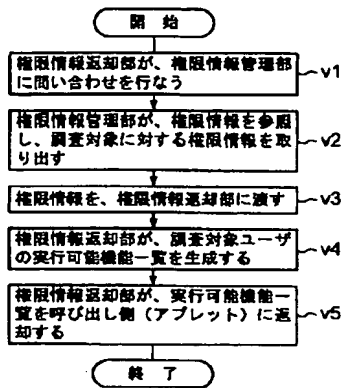 開 始
権限情報返却部が、権限情報管理部
に問い合わせを行なう
v1
権限情報管理部が、権限情報を参照
し、調査対象に対する権限情報を取
り出す
v2
権限情報を、権限情報返却部に渡す
v3
権限情報返却部が、調査対象ユーザ
の実行可能機能一覧を生成する
v4
権限情報返却部が、実行可能機能一
覧を呼び出し側（アプレット）に返
却する
v5
終 了